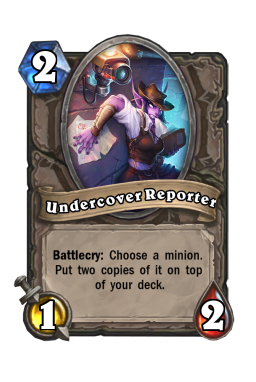 2
Undercover Reporter
Battlecry: Choose a minion.
Put two copies of it on top
of your deck.
1
2